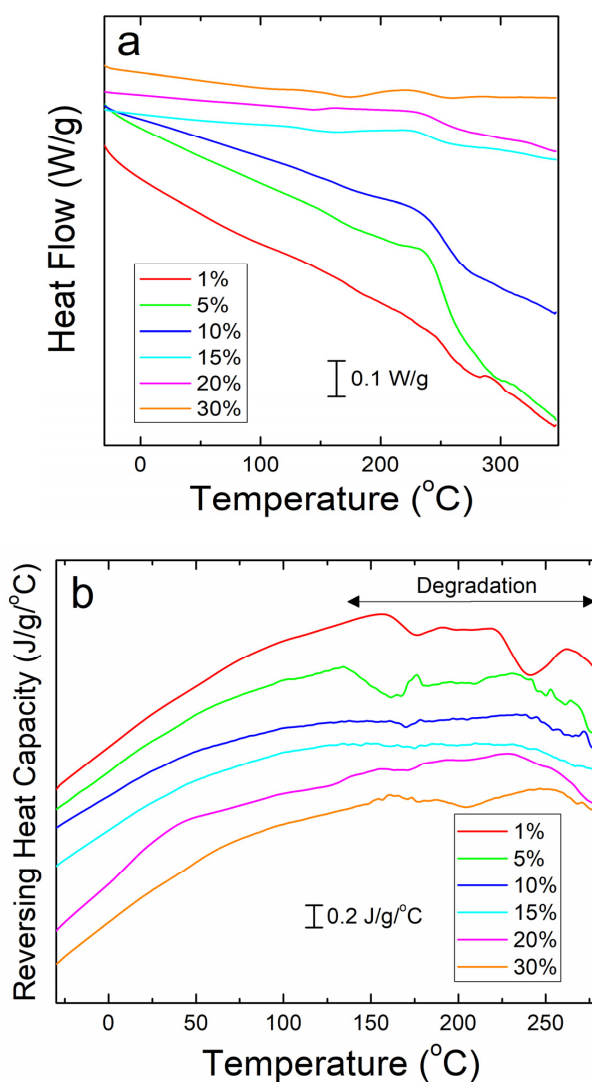 a
Heat Flow (W/g)
1%
5%
10%
15%
20%
30%
0.1 W/g
0 100 200 300
Temperature (°C)
b
Degradation
Reversing Heat Capacity (J/g/°C)
0.2 J/g/°C
1%
5%
10%
15%
20%
30%
0 50 100 150 200 250
Temperature (°C)